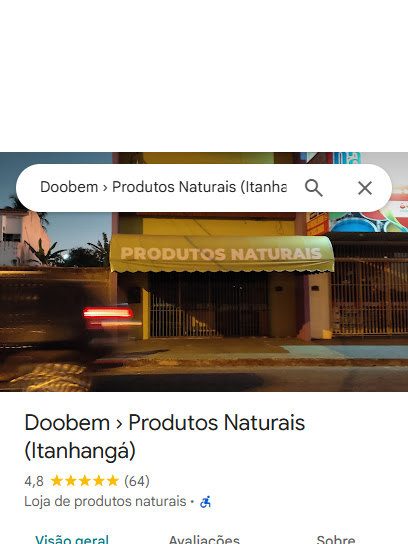 Doobem › Produtos Naturais (Itanha
PRODUTOS NATURAIS
Doobem › Produtos Naturais
(Itanhangá)
4,8 (64)
Loja de produtos naturais ·
Visão geral Avaliações Sobre